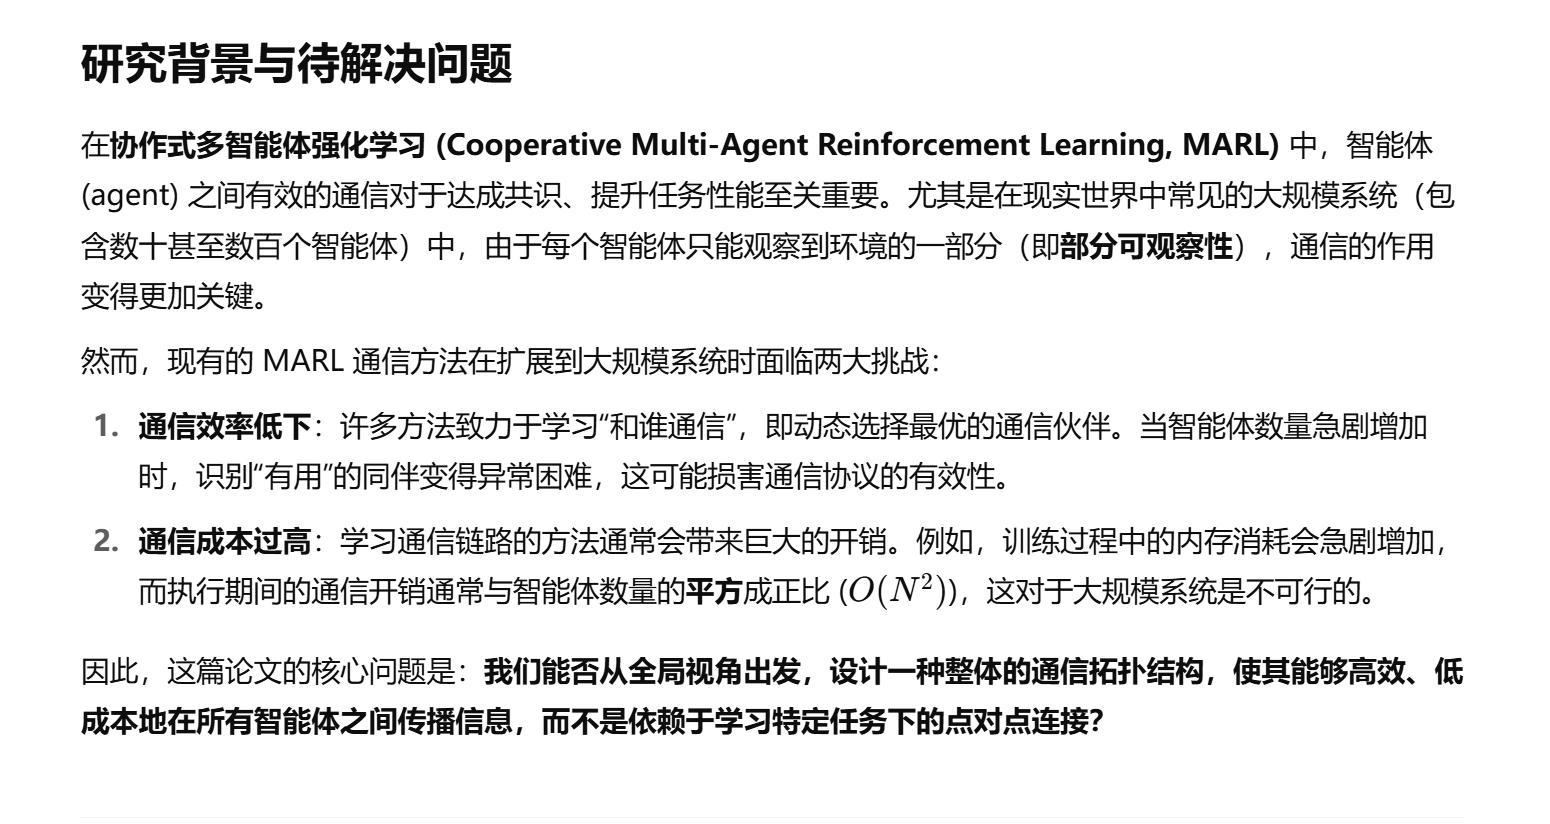 研究背景与待解决问题
在协作式多智能体强化学习 (Cooperative Multi-Agent Reinforcement Learning, MARL) 中，智能体
(agent) 之间有效的通信对于达成共识、提升任务性能至关重要。尤其是在现实世界中常见的大规模系统（包
含数十甚至数百个智能体）中，由于每个智能体只能观察到环境的一部分（即部分可观察性），通信的作用
变得更加关键。
然而，现有的 MARL 通信方法在扩展到大规模系统时面临两大挑战：
1. 通信效率低下：许多方法致力于学习“和谁通信”，即动态选择最优的通信伙伴。当智能体数量急剧增加
时，识别“有用”的同伴变得异常困难，这可能损害通信协议的有效性。
2. 通信成本过高：学习通信链路的方法通常会带来巨大的开销。例如，训练过程中的内存消耗会急剧增加，
而执行期间的通信开销通常与智能体数量的平方成正比 (O(N²))，这对于大规模系统是不可行的。
因此，这篇论文的核心问题是：我们能否从全局视角出发，设计一种整体的通信拓扑结构，使其能够高效、低
成本地在所有智能体之间传播信息，而不是依赖于学习特定任务下的点对点连接？